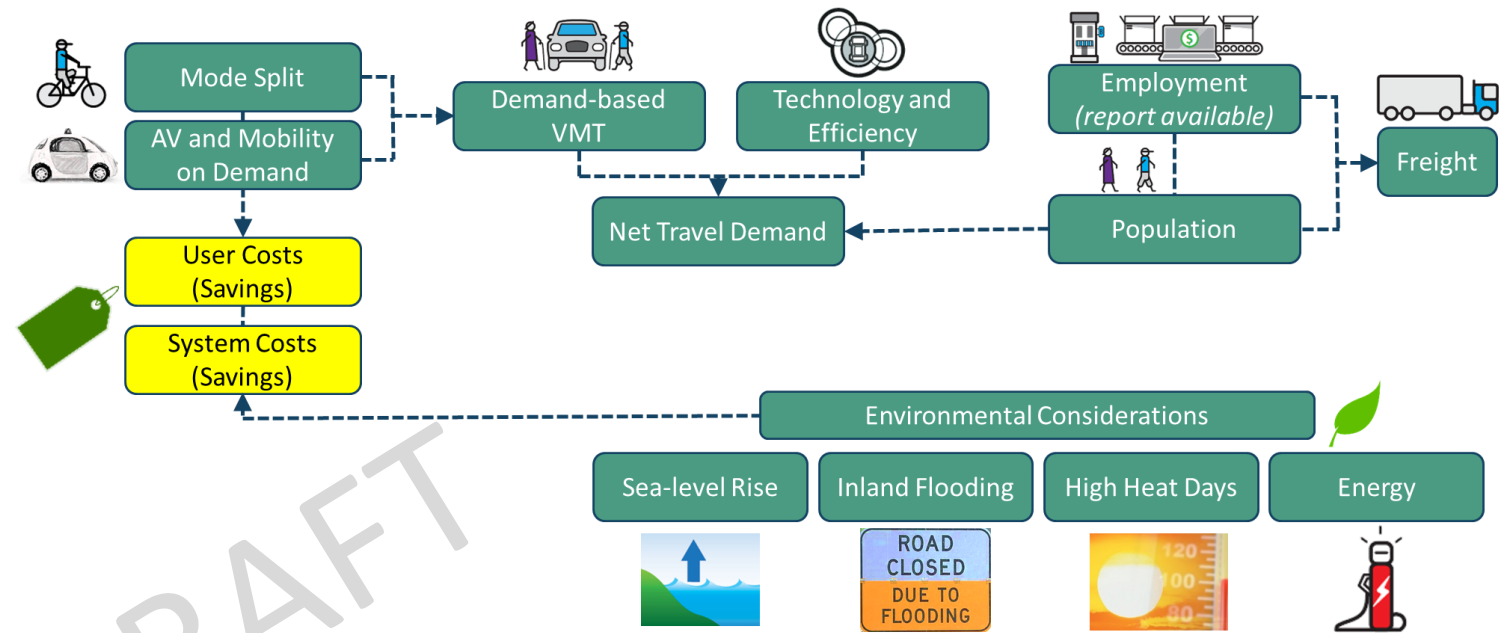 Mode Split
AV and Mobility
on Demand
Demand-based
VMT
Technology and
Efficiency
Employment
(report available)
Freight
Net Travel Demand
Population
User Costs
(Savings)
System Costs
(Savings)
$
Environmental Considerations
Sea-level Rise
Inland Flooding
High Heat Days
Energy
ROAD
CLOSED
DUE TO
FLOODING
120
100
80
RAFT